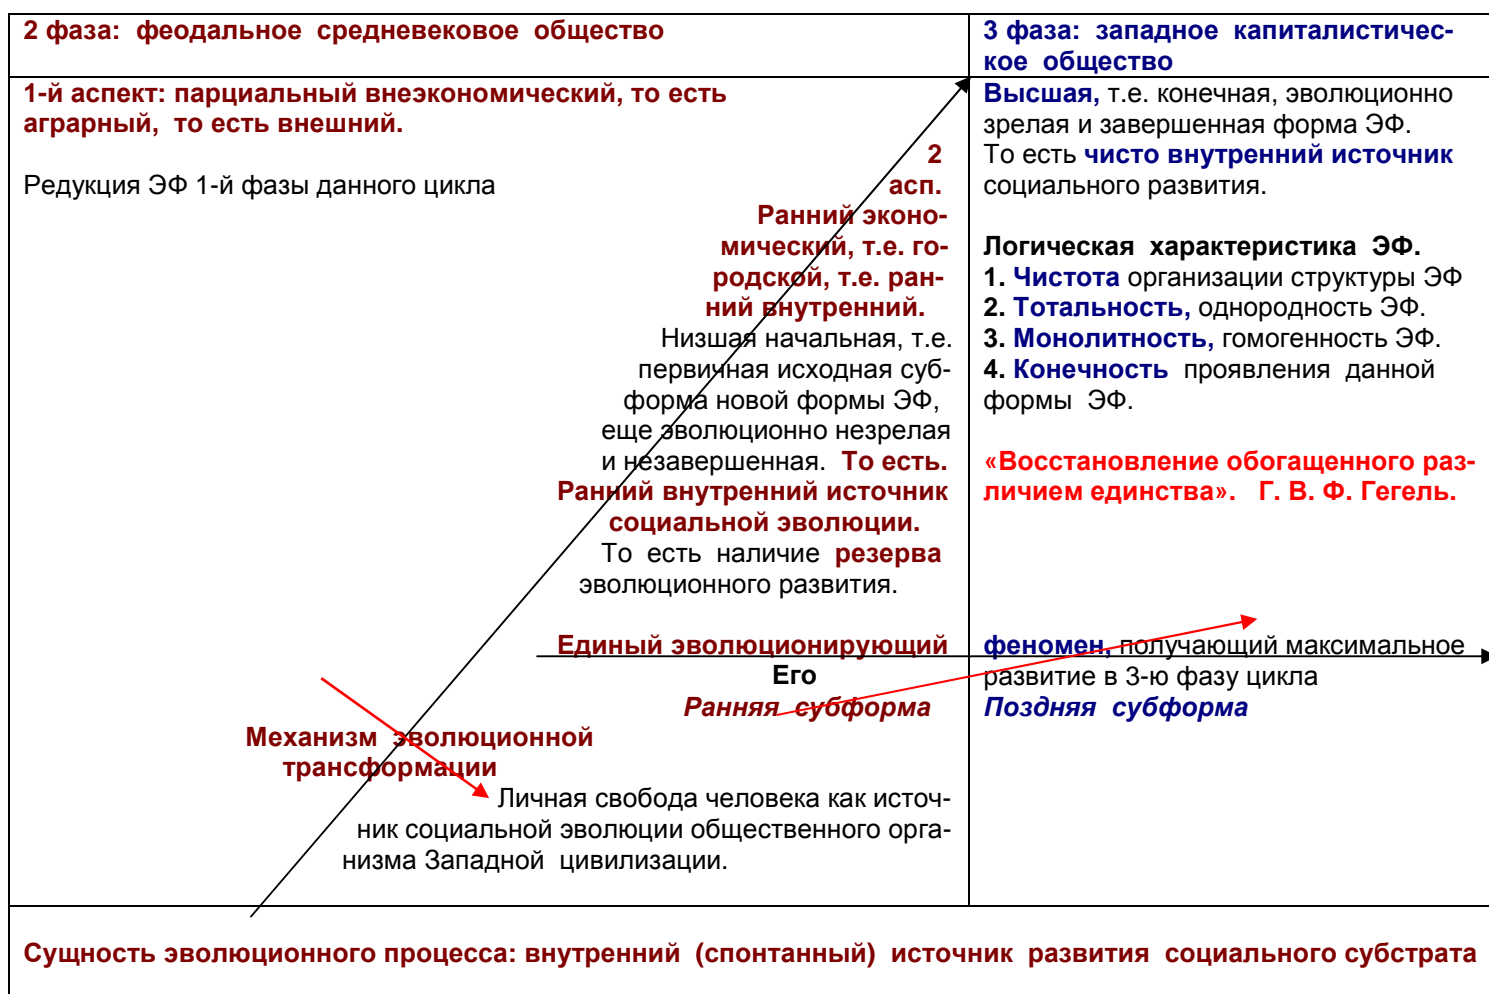 2 фаза: феодальное средневековое общество
3 фаза: западное капиталистичес-
кое общество
1-й аспект: парциальный внеэкономический, то есть
аграрный, то есть внешний.
Редукция ЭФ 1-й фазы данного цикла
2
асп.
Ранний эконо-
мический, т.е. го-
родской, т.е. ран-
ний внутренний.
Низшая начальная, т.е.
первичная исходная суб-
форма новой формы ЭФ,
еще эволюционно незрелая
и незавершенная. То есть.
Ранний внутренний источник
социальной эволюции.
То есть наличие резерва
эволюционного развития.
Единый эволюционирующий
Его
Ранняя субформа
Механизм эволюционной
трансформации
Личная свобода человека как источ-
ник социальной эволюции общественного орга-
низма Западной цивилизации.
Высшая, т.е. конечная, эволюционно
зрелая и завершенная форма ЭФ.
То есть чисто внутренний источник
социального развития.
Логическая характеристика ЭФ.
1. Чистота организации структуры ЭФ
2. Тотальность, однородность ЭФ.
3. Монолитность, гомогенность ЭФ.
4. Конечность проявления данной
формы ЭФ.
«Восстановление обогащенного раз-
личием единства». Г. В. Ф. Гегель.
феномен, получающий максимальное
развитие в 3-ю фазу цикла
Поздняя субформа
Сущность эволюционного процесса: внутренний (спонтанный) источник развития социального субстрата